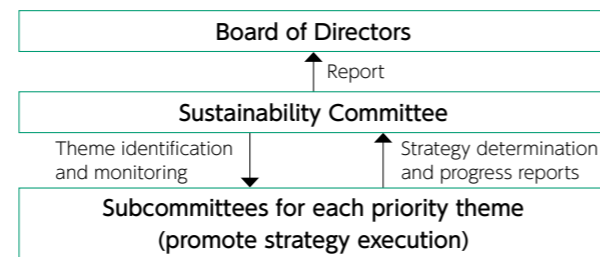 Board of Directors
Report
Sustainability Committee
Theme identification
and monitoring
Strategy determination
and progress reports
Subcommittees for each priority theme
(promote strategy execution)